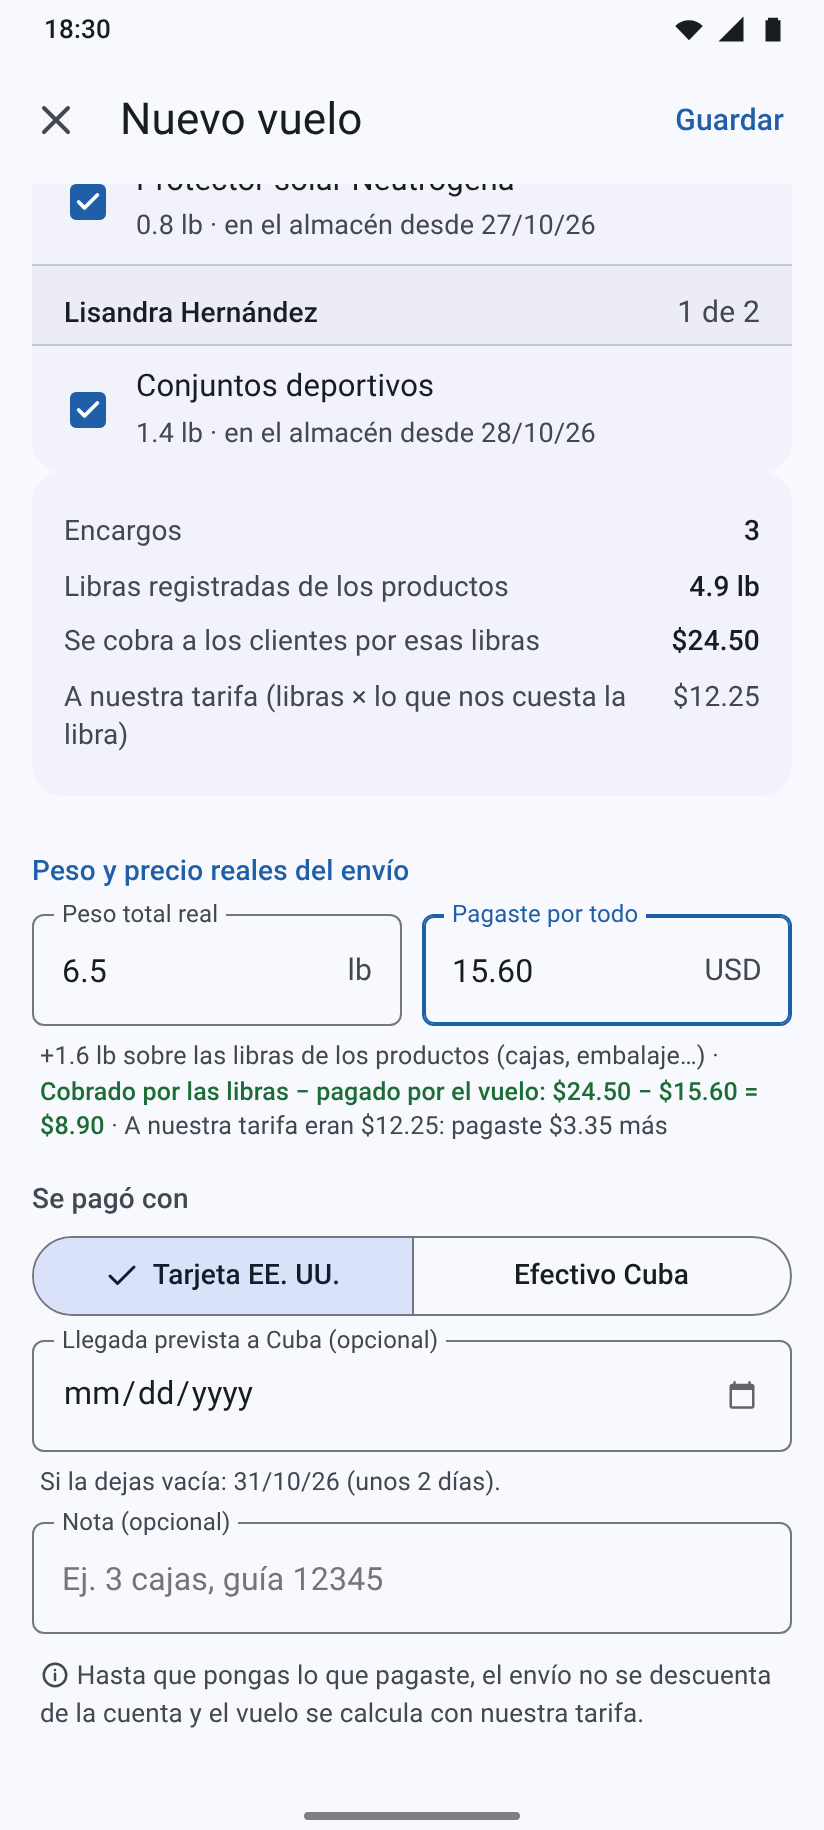 18:30
Nuevo vuelo
Guardar
Protector solar Neutrogena
0.8 lb · en el almacén desde 27/10/26
Lisandra Hernández
1 de 2
Conjuntos deportivos
1.4 lb · en el almacén desde 28/10/26
Encargos
3
Libras registradas de los productos
4.9 lb
Se cobra a los clientes por esas libras
$24.50
A nuestra tarifa (libras × lo que nos cuesta la
libra)
$12.25
Peso y precio reales del envío
Peso total real
6.5
lb
Pagaste por todo
15.60
USD
+1.6 lb sobre las libras de los productos (cajas, embalaje…) ·
Cobrado por las libras − pagado por el vuelo: $24.50 − $15.60 =
$8.90 · A nuestra tarifa eran $12.25: pagaste $3.35 más
Se pagó con
Tarjeta EE. UU.
Efectivo Cuba
Llegada prevista a Cuba (opcional)
mm/dd/yyyy
Si la dejas vacía: 31/10/26 (unos 2 días).
Nota (opcional)
Ej. 3 cajas, guía 12345
Hasta que pongas lo que pagaste, el envío no se descuenta
de la cuenta y el vuelo se calcula con nuestra tarifa.